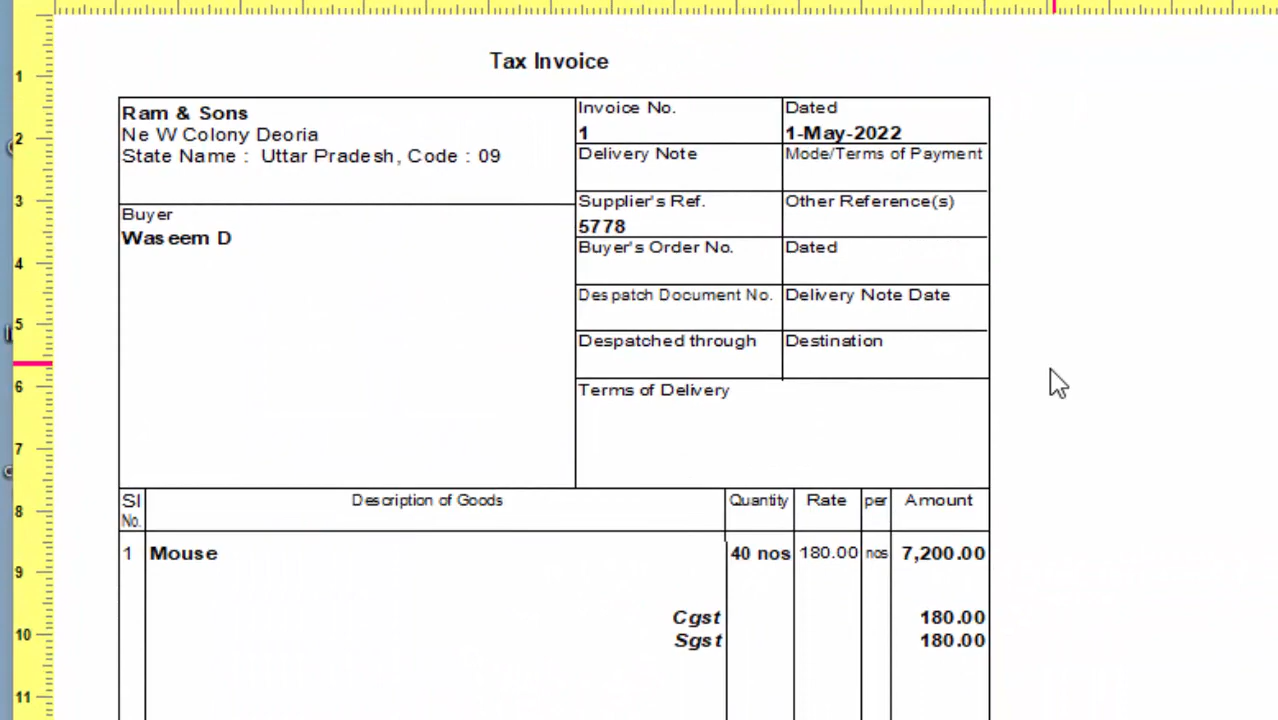 Tax Invoice
Ram & Sons
Ne W Colony Deoria
State Name : Uttar Pradesh, Code : 09
Invoice No.
1
Dated
1-May-2022
Delivery Note
Mode/Terms of Payment
Supplier's Ref.
5778
Other Reference(s)
Buyer
Waseem D
Buyer's Order No.
Dated
Despatch Document No.
Delivery Note Date
Despatched through
Destination
Terms of Delivery
Sl No.
Description of Goods
Quantity
Rate
per
Amount
1 Mouse 40 nos 180.00 nos 7,200.00
Cgst 180.00
Sgst 180.00
1
2
3
4
5
6
7
8
9
10
11